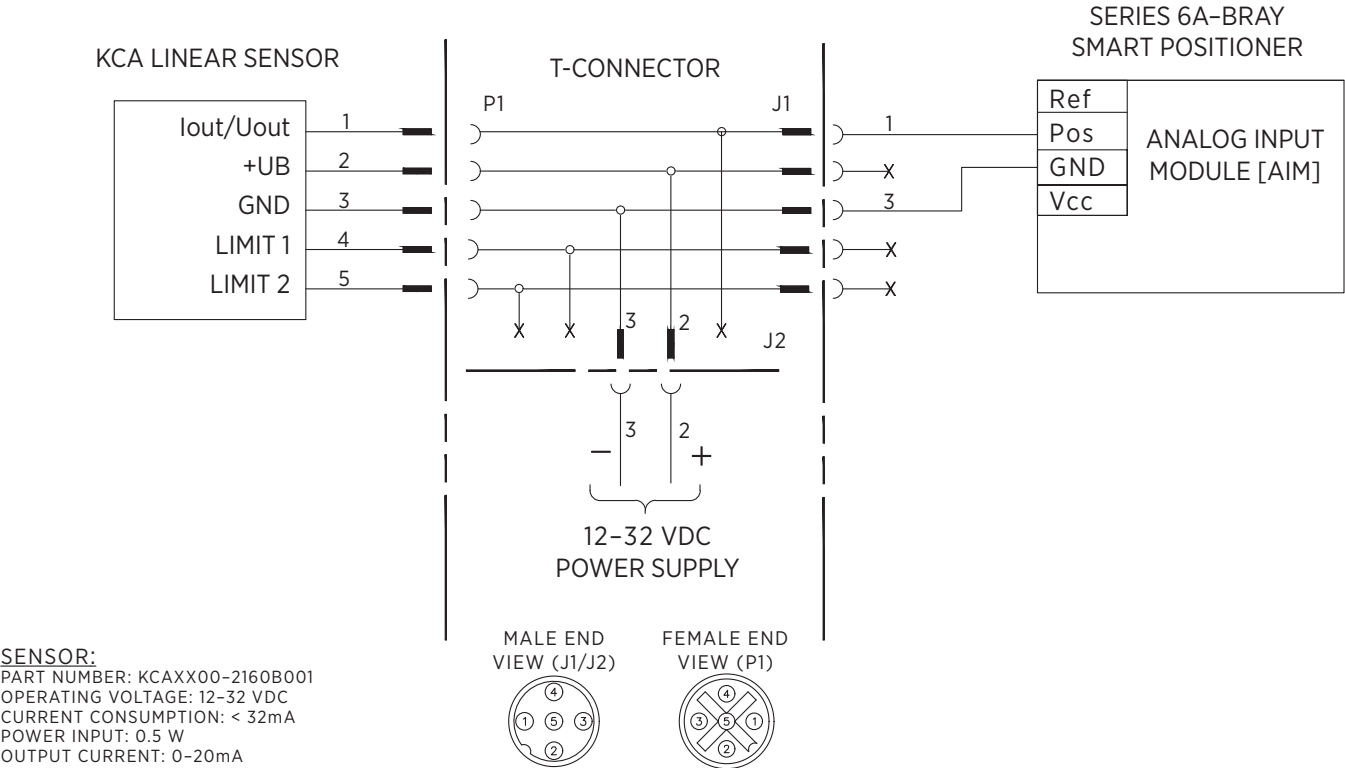 SERIES 6A–BRAY
SMART POSITIONER
KCA LINEAR SENSOR
T-CONNECTOR
P1
J1
Iout/Uout
1
+UB
2
GND
3
LIMIT 1
4
LIMIT 2
5
1
3
Ref
Pos
GND
Vcc
ANALOG INPUT
MODULE [AIM]
3
2
J2
3
2
–
+
12–32 VDC
POWER SUPPLY
MALE END
VIEW (J1/J2)
4
1 5 3
2
FEMALE END
VIEW (P1)
4
3 5 1
2
SENSOR:
PART NUMBER: KCAXX00–2160B001
OPERATING VOLTAGE: 12–32 VDC
CURRENT CONSUMPTION: < 32mA
POWER INPUT: 0.5 W
OUTPUT CURRENT: 0–20mA